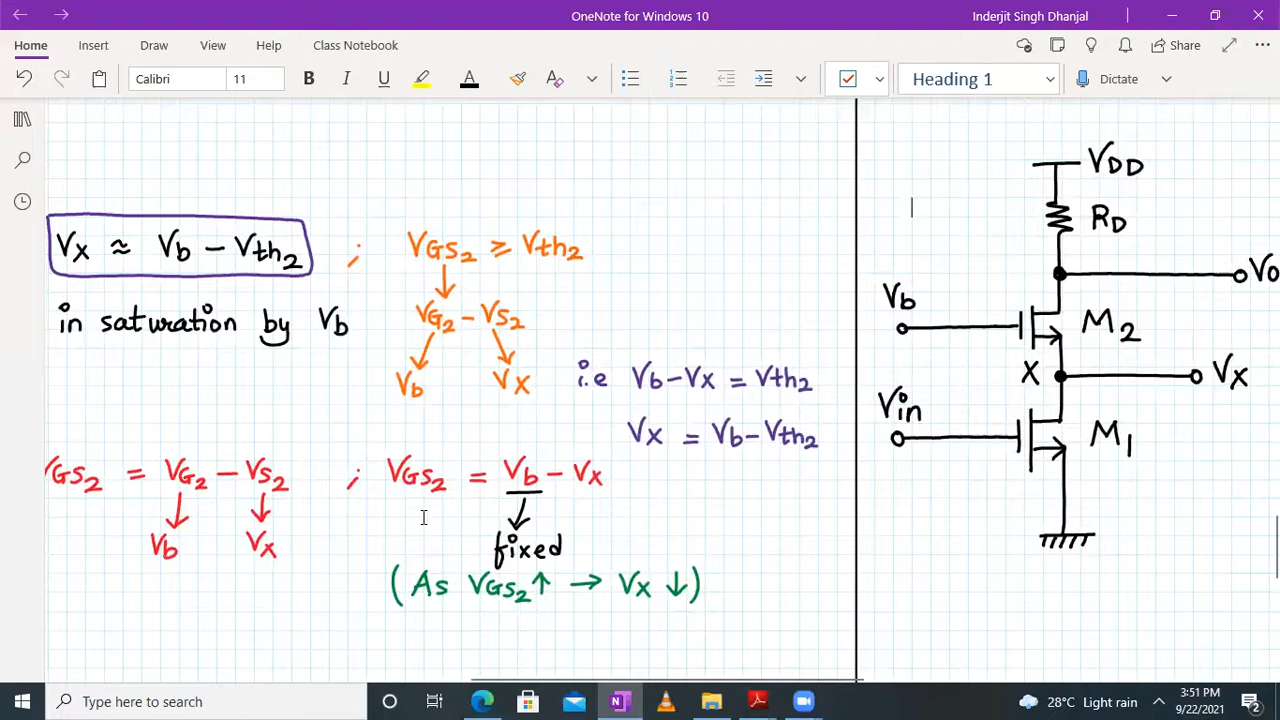 OneNote for Windows 10
Inderjit Singh Dhanjal
Home Insert Draw View Help Class Notebook
Share
Calibri 11 B I U A
Heading 1
Dictate
Vx ≈ Vb − Vth2 ; VGS2 ≥ Vth2
in saturation by Vb
VG2 − VS2
Vb Vx
i.e Vb − Vx = Vth2
Vx = Vb − Vth2
VGS2 = VG2 − VS2 ; VGS2 = Vb − Vx
Vb Vx
fixed
(As VGS2 ↑ → Vx ↓)
VDD
RD
Vo
Vb
M2
X
Vx
Vin
M1
Type here to search
28°C Light rain
3:51 PM
9/22/2021
2